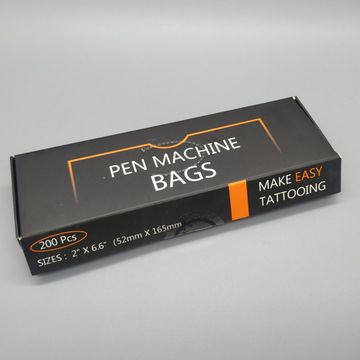 PEN MACHINE
BAGS
MAKE EASY
TATTOOING
200 Pcs
SIZES : 2" X 6.6" (52mm X 165mm